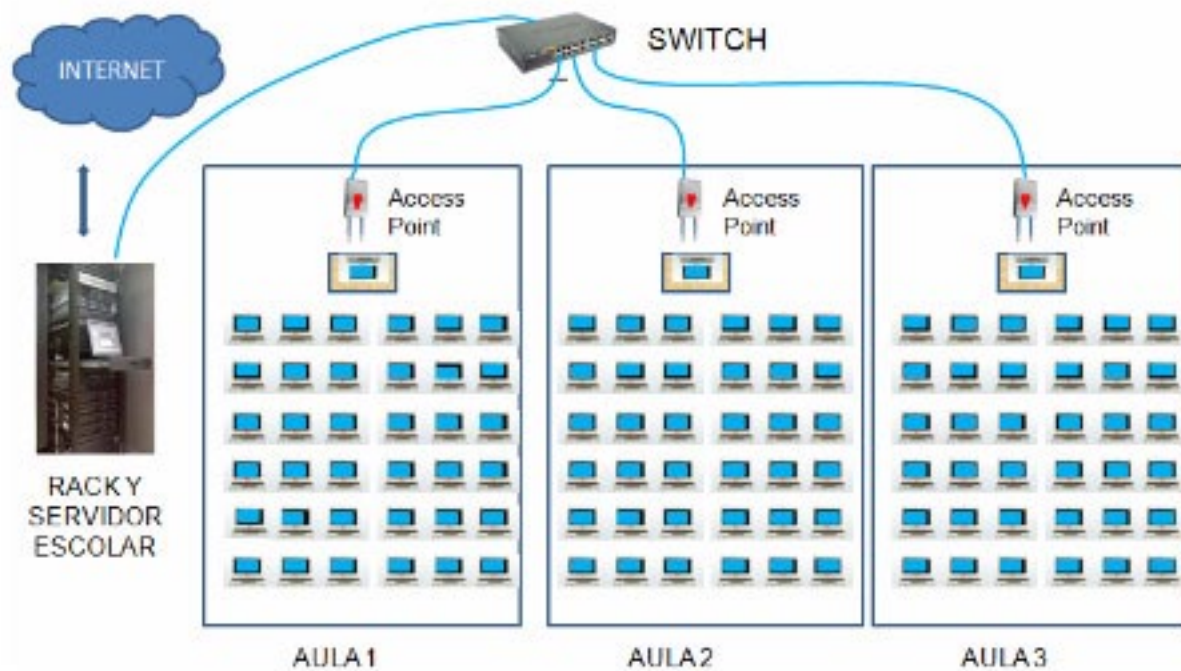 INTERNET
SWITCH
Access
Point
Access
Point
Access
Point
RACK Y
SERVIDOR
ESCOLAR
AULA 1
AULA 2
AULA 3